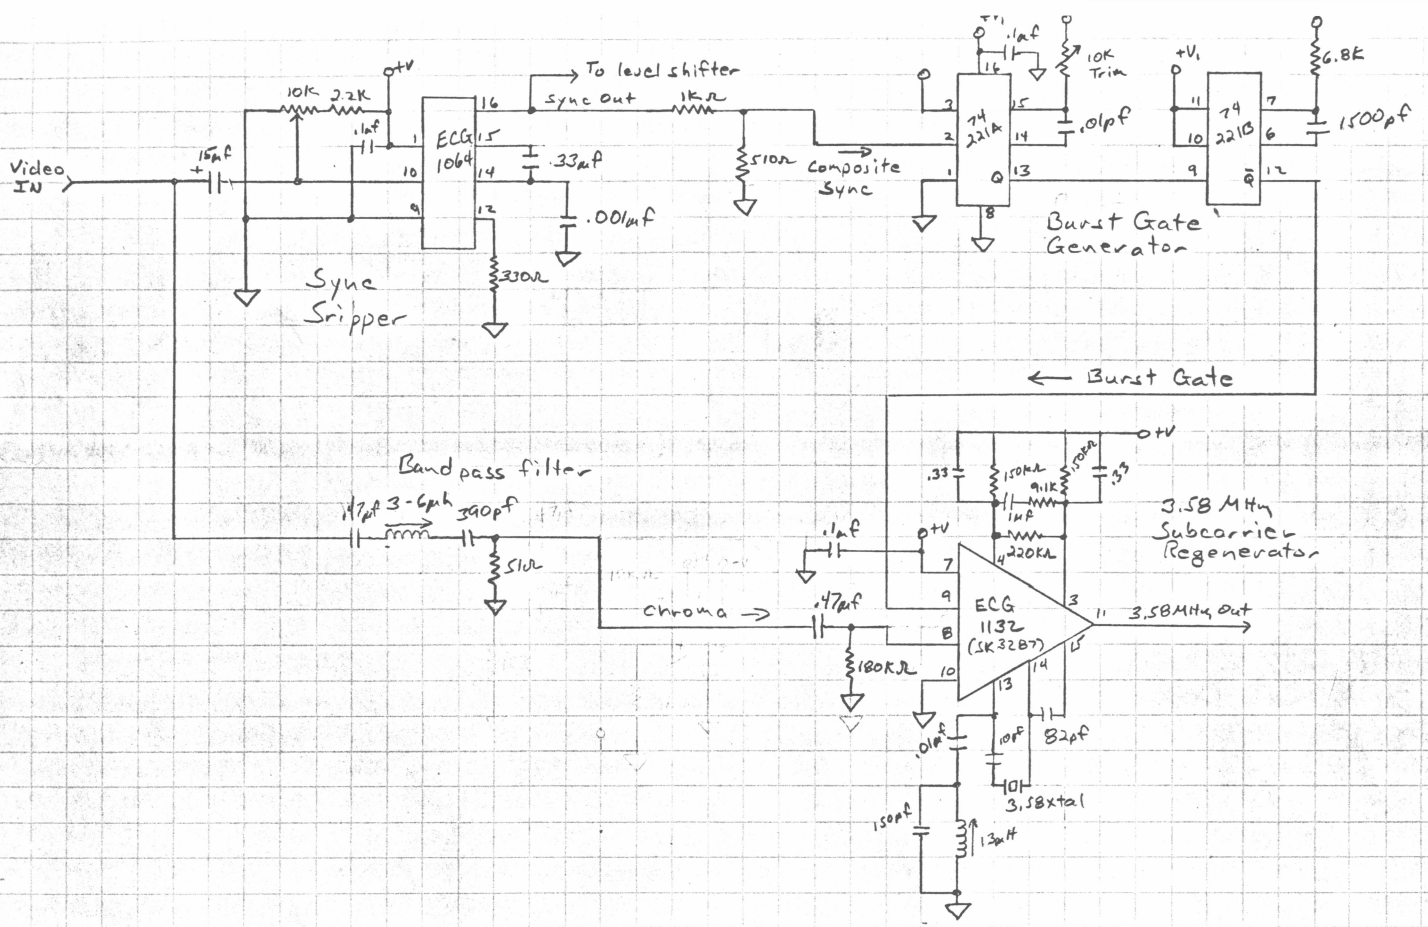 Video
IN
15µf
+
10K
2.2K
+V
.1µf
1
10
9
ECG
1064
16
15
14
12
To level shifter
Sync Out
1KΩ
.33µf
.001µf
330Ω
510Ω
Sync
Sripper
Composite
Sync
+V1
.1µf
10K
Trim
16
3
2
1
74
221A
Q
15
14
13
8
.01pf
Burst Gate
Generator
+V1
11
10
9
74
221B
Q̅
7
6
12
6.8K
1500pf
Burst Gate
Bandpass filter
.47µf
3-6µh
390pf
51Ω
Chroma
.47µf
180KΩ
.1µf
+V
7
9
8
10
ECG
1132
(SK3287)
4
3
11
15
14
13
+V
.33
150KΩ
9.1K
1µf
150KΩ
.33
220KΩ
3.58 MHz
Subcarrier
Regenerator
3.58MHz Out
.01µf
82pf
3.58xtal
150pf
13µH